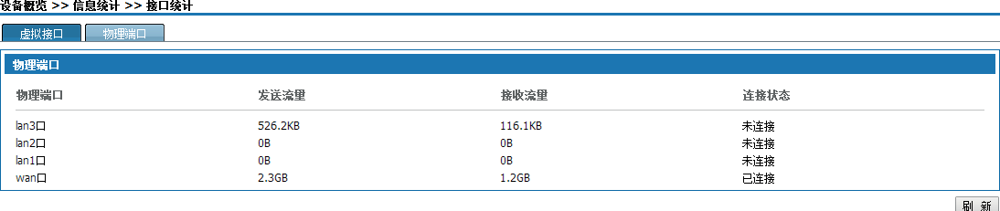 设备概览 >> 信息统计 >> 接口统计
虚拟接口 物理端口
物理端口
物理端口 发送流量 接收流量 连接状态
lan3口 526.2KB 116.1KB 未连接
lan2口 0B 0B 未连接
lan1口 0B 0B 未连接
wan口 2.3GB 1.2GB 已连接
刷 新